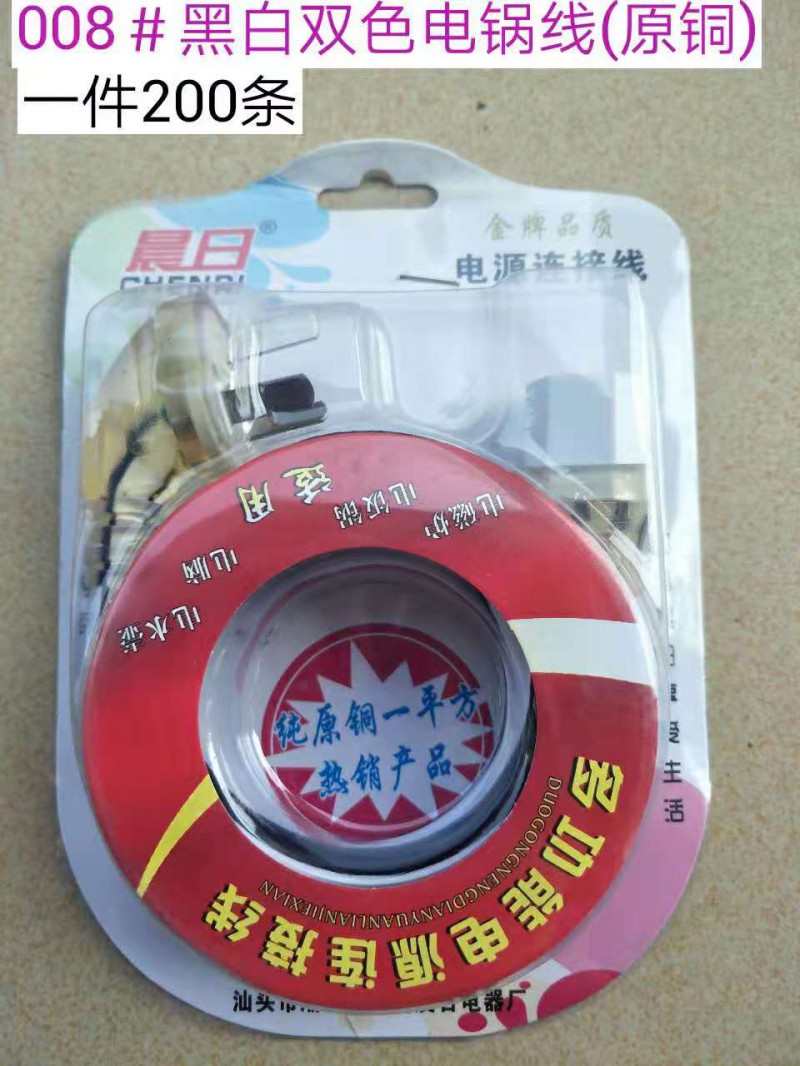 008＃黑白双色电锅线(原铜)
一件200条
晨日®
CHENRI
金牌品质
电源连接线
适用
电磁炉
电饭锅
电脑
电水壶
纯原铜一平方
热销产品
多功能电源连接线
DUOGONGNENGDIANYUANLIANJIEXIAN
生活
汕头市
电器厂